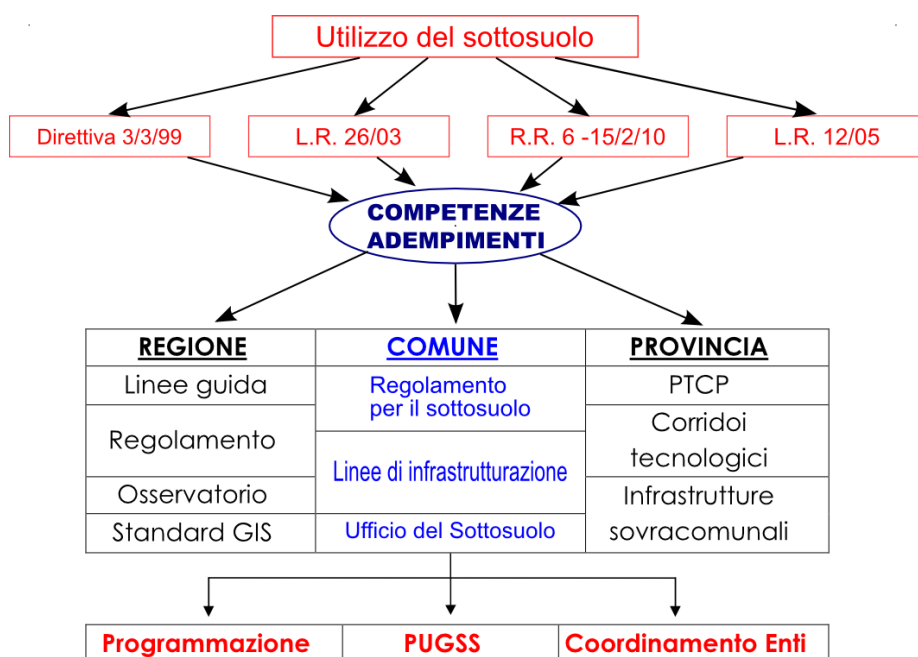 Utilizzo del sottosuolo
Direttiva 3/3/99
L.R. 26/03
R.R. 6 -15/2/10
L.R. 12/05
COMPETENZE
ADEMPIMENTI
REGIONE
COMUNE
PROVINCIA
Linee guida
Regolamento
per il sottosuolo
PTCP
Regolamento
Linee di infrastrutturazione
Corridoi
tecnologici
Osservatorio
Infrastrutture
sovracomunali
Standard GIS
Ufficio del Sottosuolo
Programmazione
PUGSS
Coordinamento Enti